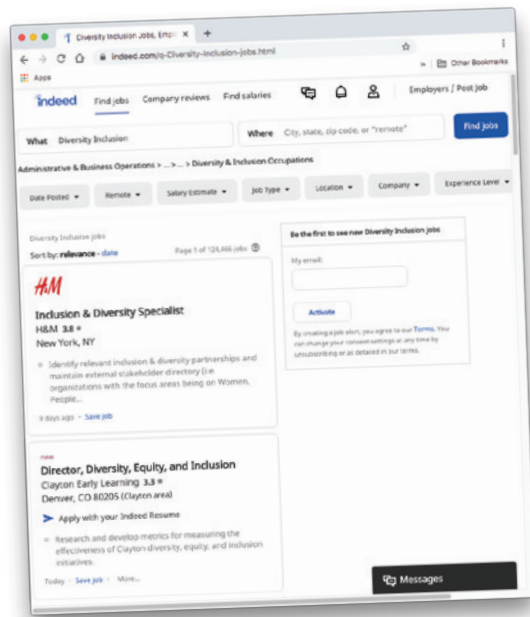 Diversity Inclusion Jobs, Empl
indeed.com/q-Diversity-Inclusion-jobs.html
Apps
» Other Bookmarks
indeed Find jobs Company reviews Find salaries Employers / Post Job
What Diversity Inclusion Where City, state, zip code, or "remote" Find jobs
Administrative & Business Operations > ... > ... > Diversity & Inclusion Occupations
Date Posted Remote Salary Estimate Job Type Location Company Experience Level
Diversity Inclusion jobs
Sort by: relevance - date Page 1 of 124,466 jobs
H&M
Inclusion & Diversity Specialist
H&M 3.8 ★
New York, NY
Identify relevant inclusion & diversity partnerships and
maintain external stakeholder directory (i.e
organizations with the focus areas being on Women,
People...
9 days ago - Save job
Be the first to see new Diversity Inclusion jobs
My email:
Activate
By creating a job alert, you agree to our Terms. You
can change your consent settings at any time by
unsubscribing or as detailed in our terms.
new
Director, Diversity, Equity, and Inclusion
Clayton Early Learning 3.3 ★
Denver, CO 80205 (Clayton area)
Apply with your Indeed Resume
Research and develop metrics for measuring the
effectiveness of Clayton diversity, equity, and inclusion
initiatives.
Today - Save job - More...
Messages